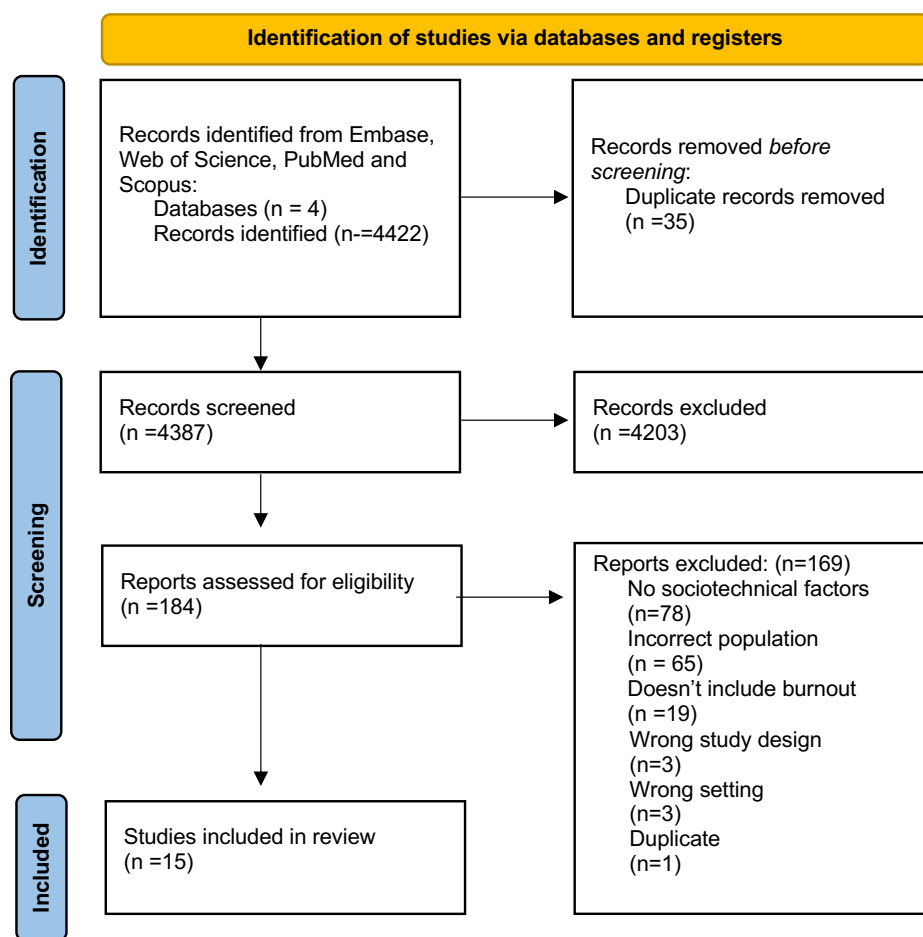 Identification of studies via databases and registers
Identification
Records identified from Embase,
Web of Science, PubMed and
Scopus:
Databases (n = 4)
Records identified (n-=4422)
Records removed before
screening:
Duplicate records removed
(n =35)
Screening
Records screened
(n =4387)
Records excluded
(n =4203)
Reports assessed for eligibility
(n =184)
Reports excluded: (n=169)
No sociotechnical factors
(n=78)
Incorrect population
(n = 65)
Doesn’t include burnout
(n =19)
Wrong study design
(n=3)
Wrong setting
(n=3)
Duplicate
(n=1)
Included
Studies included in review
(n =15)